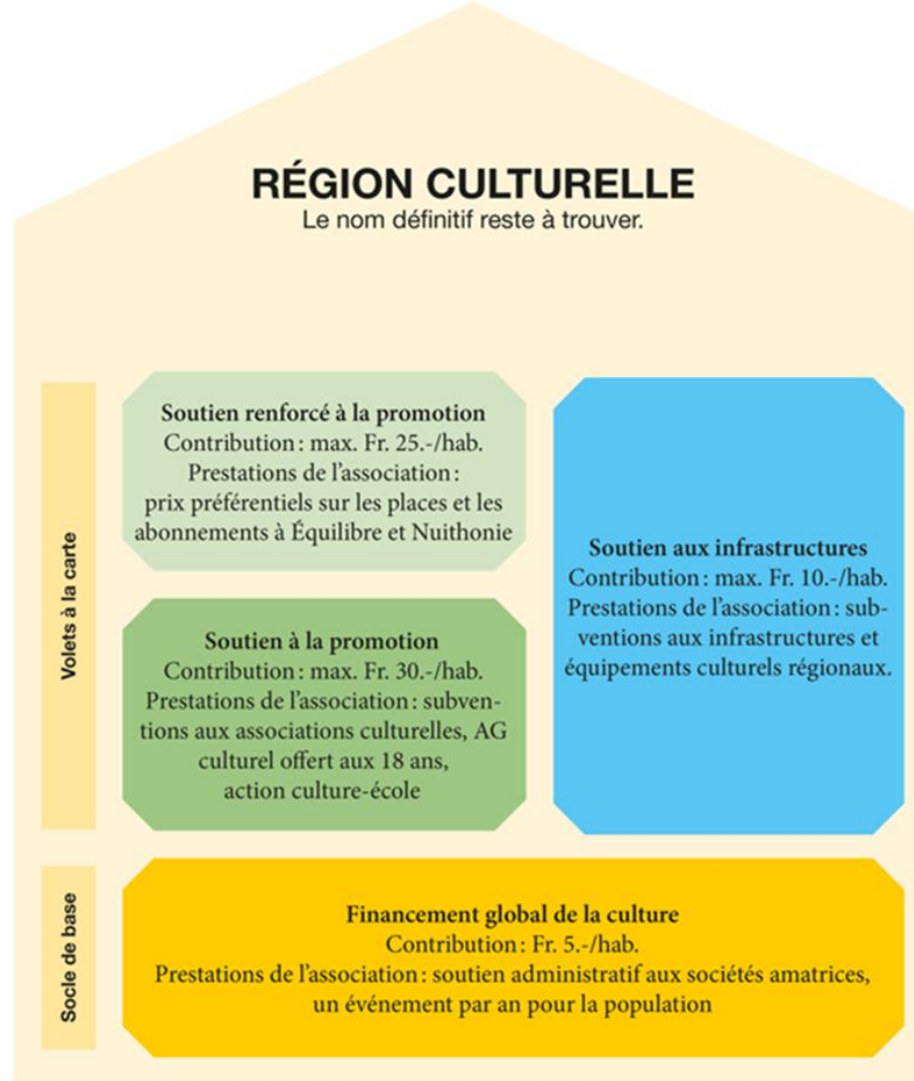 RÉGION CULTURELLE
Le nom définitif reste à trouver.
Volets à la carte
Soutien renforcé à la promotion
Contribution : max. Fr. 25.-/hab.
Prestations de l’association :
prix préférentiels sur les places et les
abonnements à Équilibre et Nuithonie
Soutien à la promotion
Contribution : max. Fr. 30.-/hab.
Prestations de l’association : subven-
tions aux associations culturelles, AG
culturel offert aux 18 ans,
action culture-école
Soutien aux infrastructures
Contribution : max. Fr. 10.-/hab.
Prestations de l’association : sub-
ventions aux infrastructures et
équipements culturels régionaux.
Socle de base
Financement global de la culture
Contribution : Fr. 5.-/hab.
Prestations de l’association : soutien administratif aux sociétés amatrices,
un événement par an pour la population